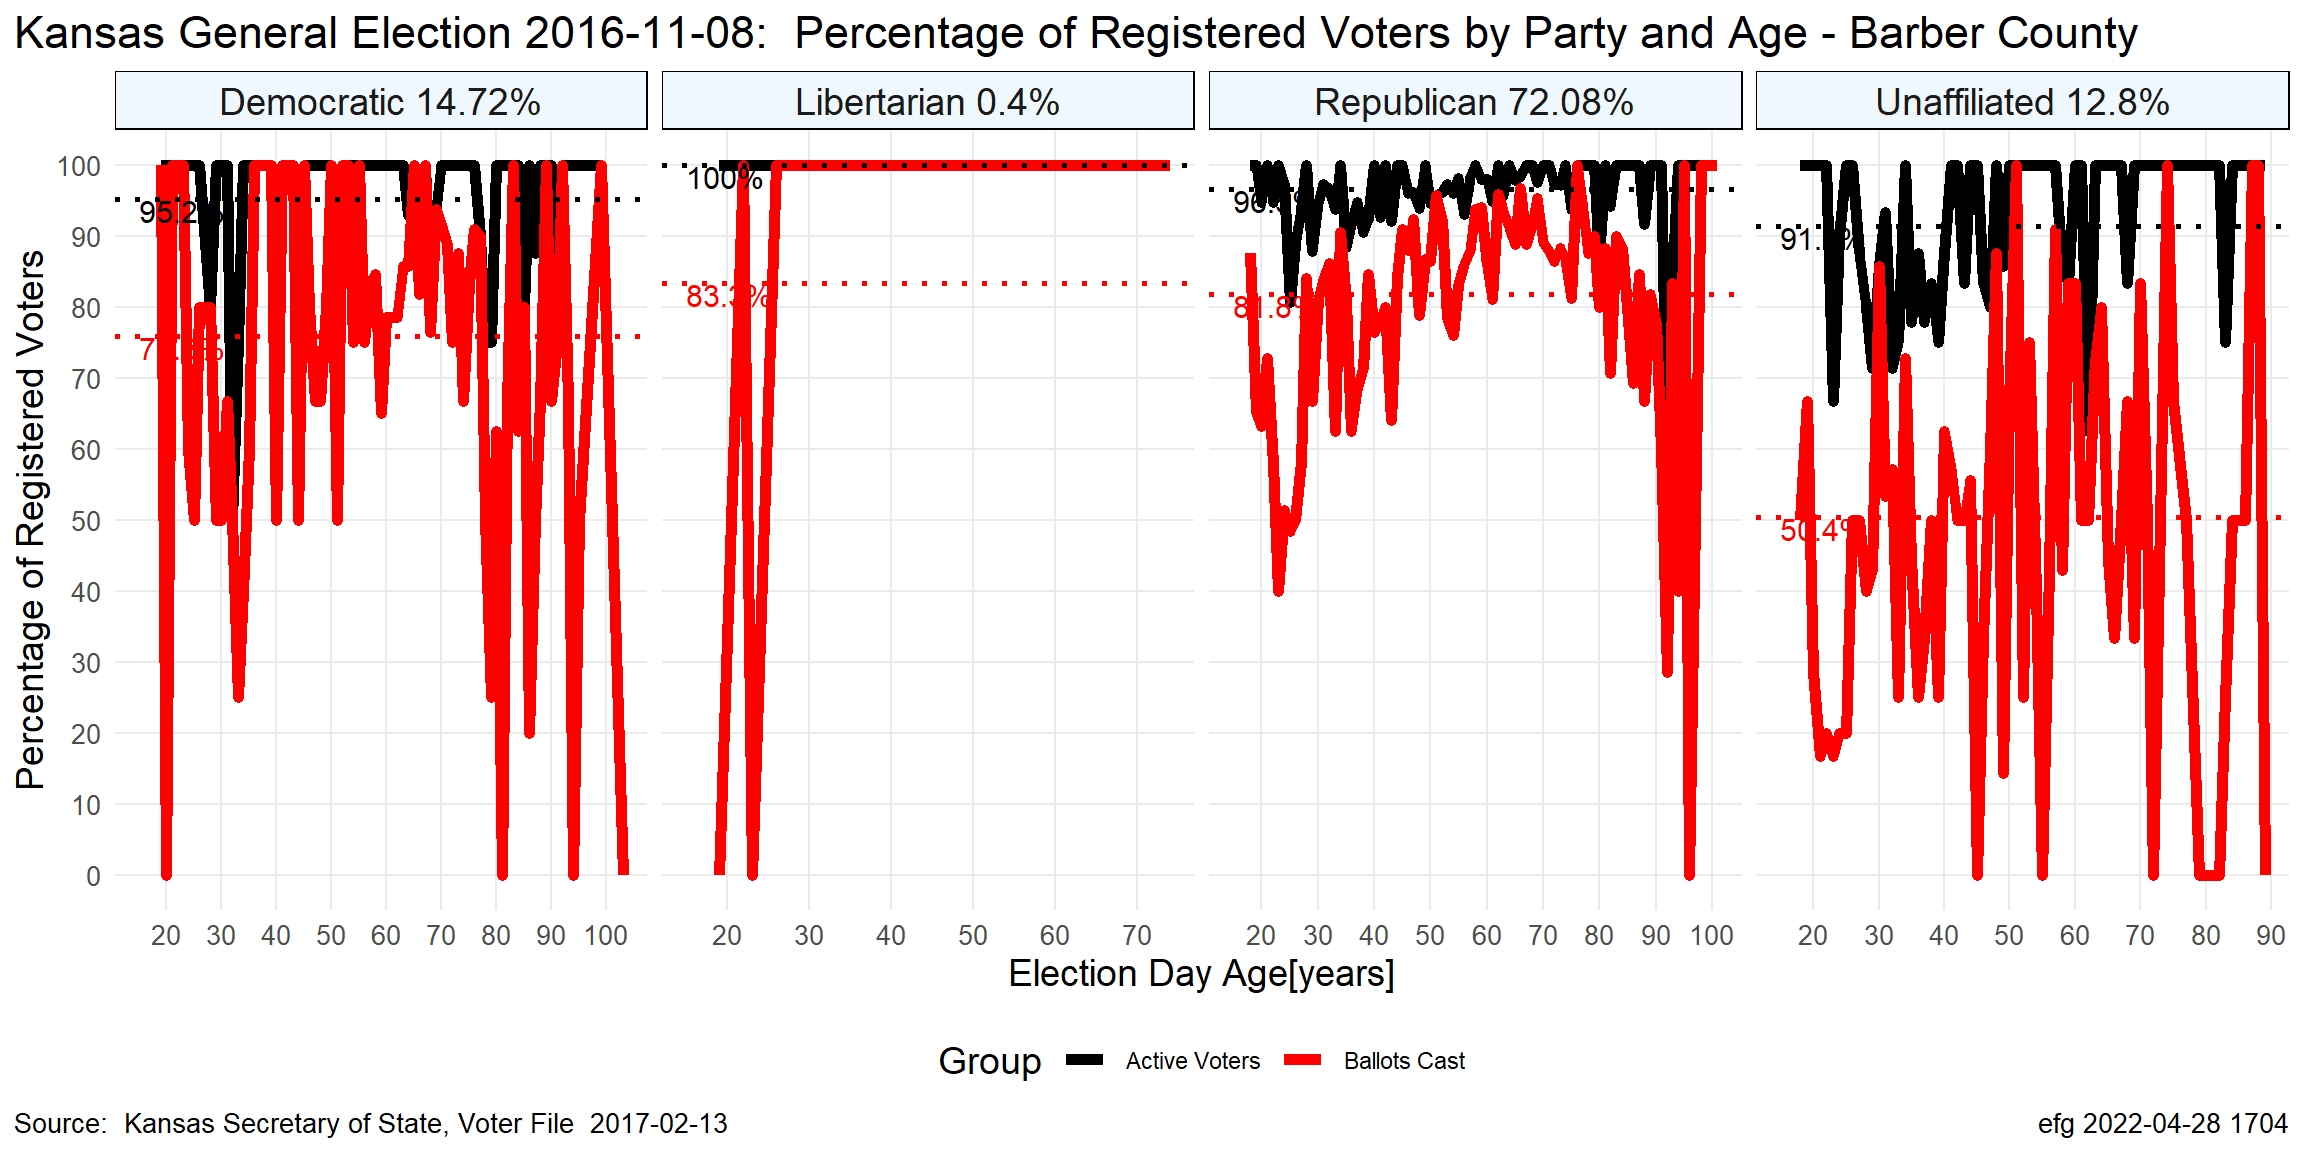 Kansas General Election 2016-11-08:  Percentage of Registered Voters by Party and Age - Barber County
Democratic 14.72%
Libertarian 0.4%
Republican 72.08%
Unaffiliated 12.8%
Percentage of Registered Voters
100
90
80
70
60
50
40
30
20
10
0
100%
83.3%
81.8%
50.4%
20 30 40 50 60 70 80 90 100
20 30 40 50 60 70
20 30 40 50 60 70 80 90 100
20 30 40 50 60 70 80 90
Election Day Age[years]
Group Active Voters Ballots Cast
Source:  Kansas Secretary of State, Voter File  2017-02-13
efg 2022-04-28 1704